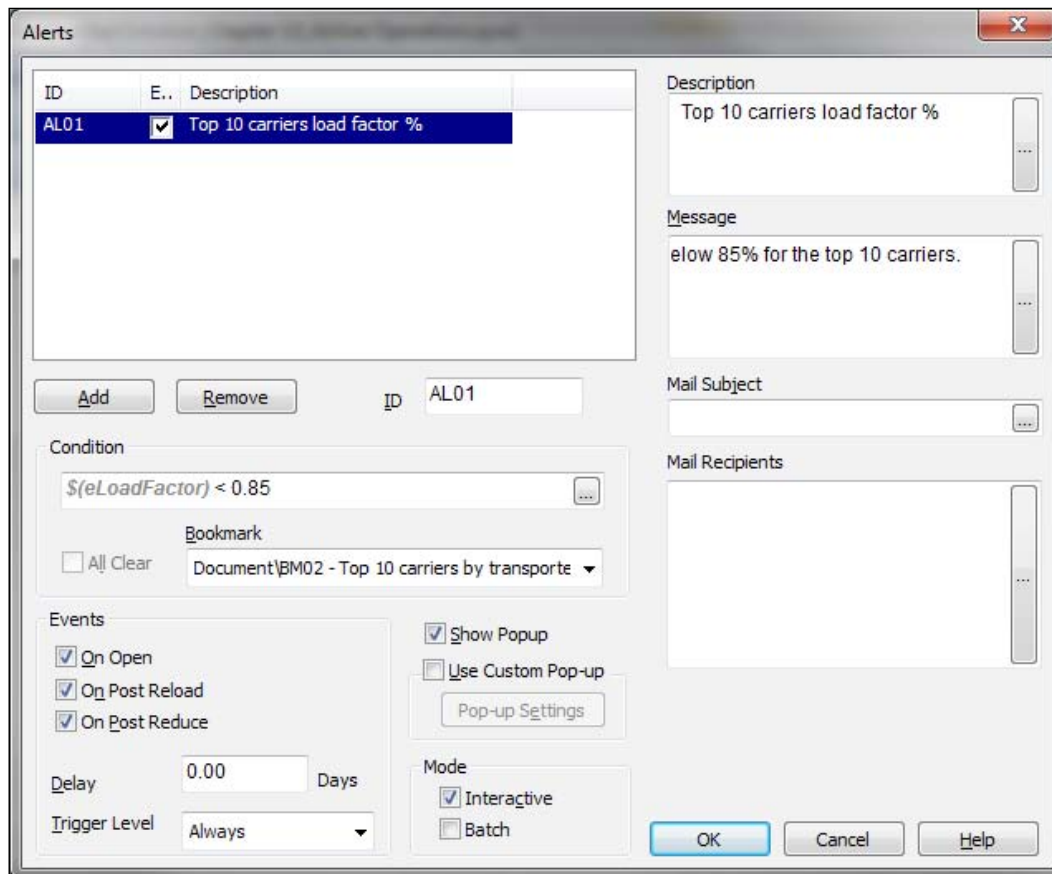 Alerts
ID E.. Description
AL01 Top 10 carriers load factor %
Add Remove ID AL01
Condition
$(eLoadFactor) < 0.85 ...
Bookmark
All Clear Document\BM02 - Top 10 carriers by transporte
Events
On Open
On Post Reload
On Post Reduce
Delay 0.00 Days
Trigger Level Always
Show Popup
Use Custom Pop-up
Pop-up Settings
Mode
Interactive
Batch
Description
Top 10 carriers load factor %
...
Message
elow 85% for the top 10 carriers.
...
Mail Subject
...
Mail Recipients
...
OK Cancel Help